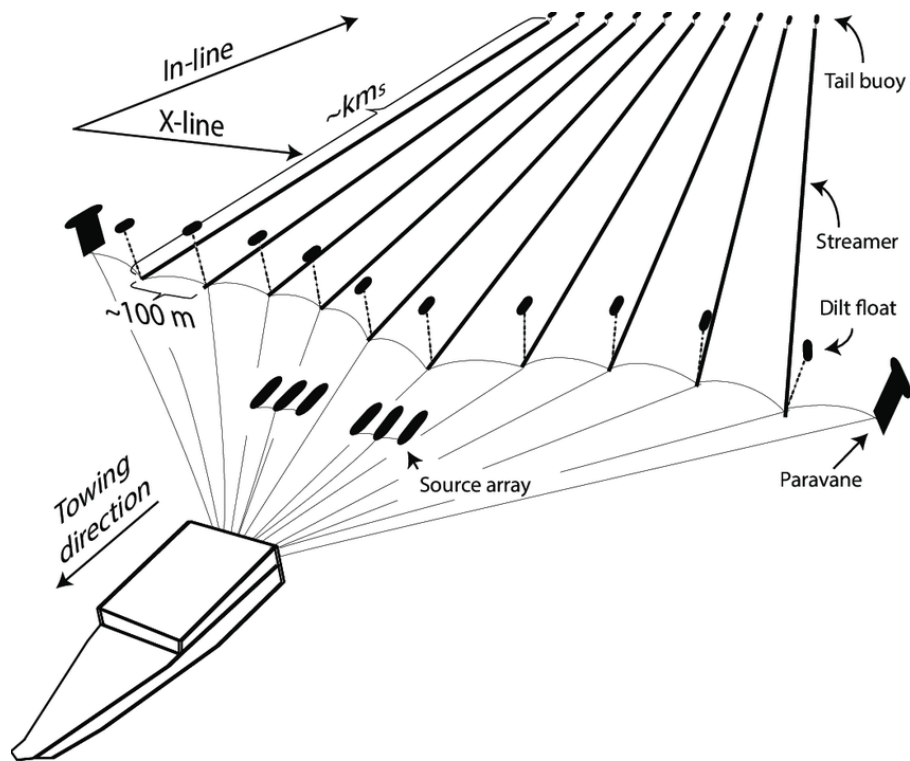 In-line
X-line
~kms
Tail buoy
Streamer
~100 m
Dilt float
Source array
Paravane
Towing
direction